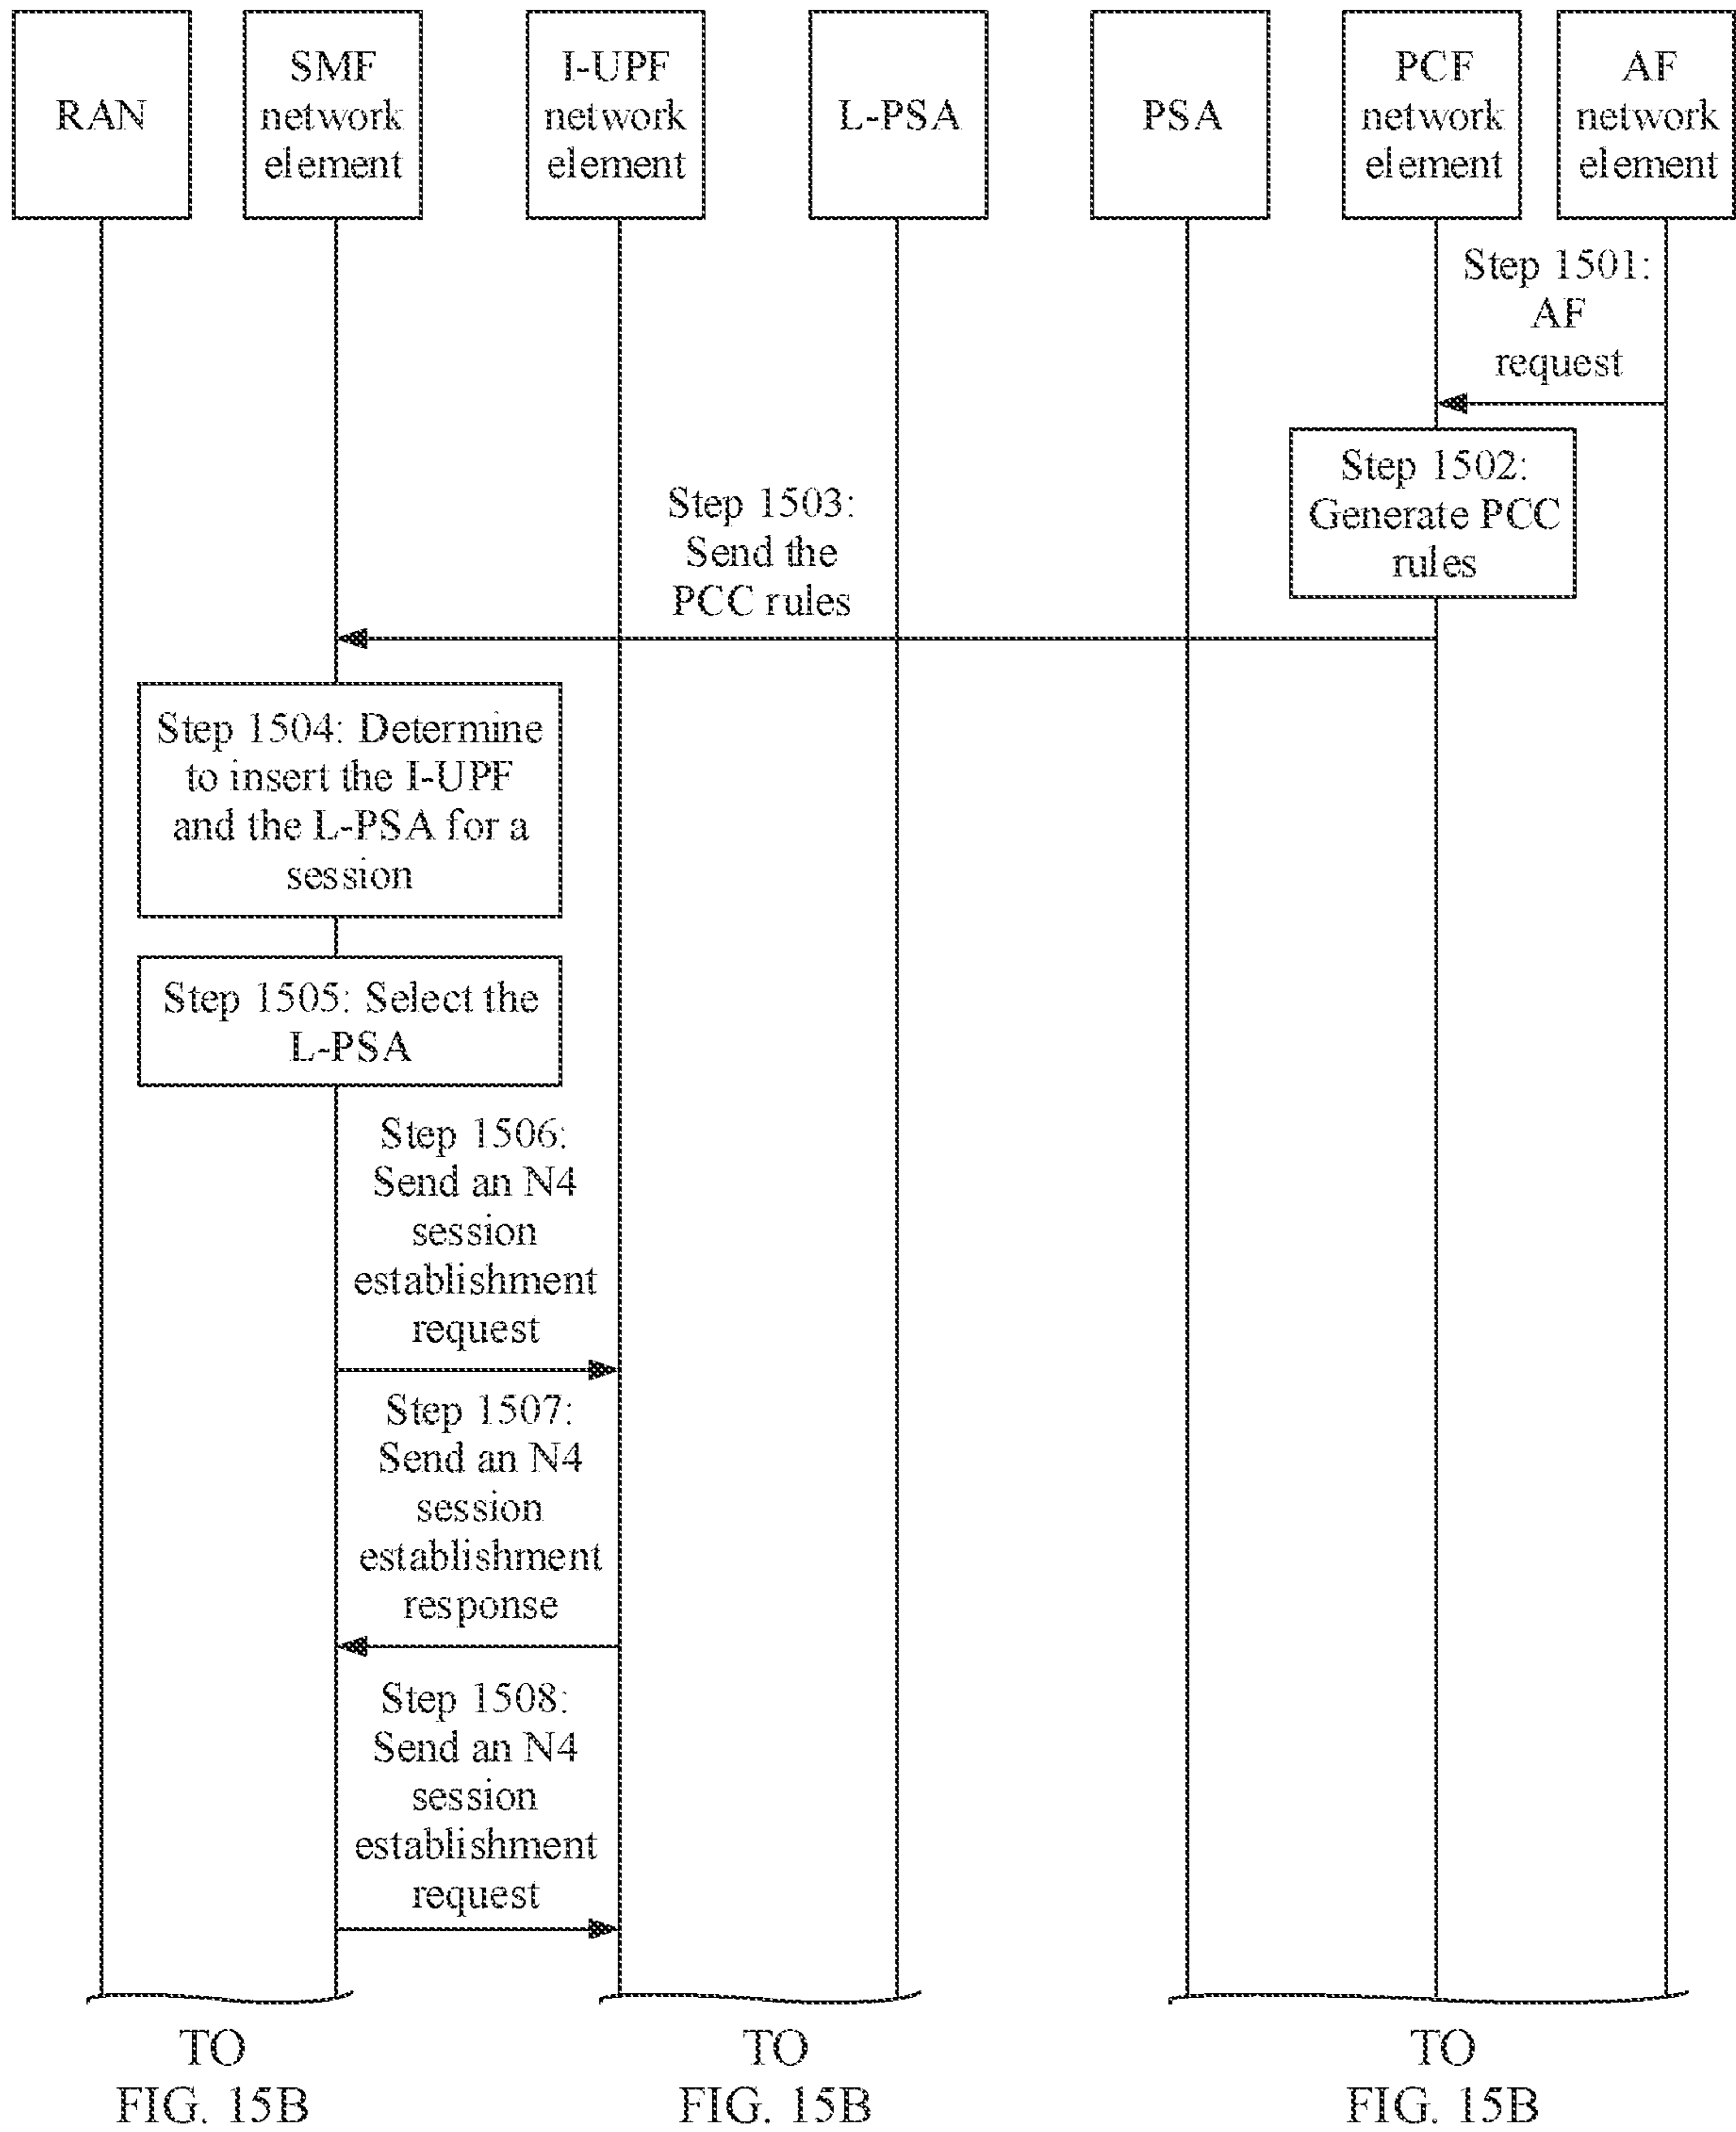 RAN
SMF
network
element
I-UPF
network
element
L-PSA
PSA
PCF
network
element
AF
network
element
Step 1501:
AF
request
Step 1502:
Generate PCC
rules
Step 1503:
Send the
PCC rules
Step 1504: Determine
to insert the I-UPF
and the L-PSA for a
session
Step 1505: Select the
L-PSA
Step 1506:
Send an N4
session
establishment
request
Step 1507:
Send an N4
session
establishment
response
Step 1508:
Send an N4
session
establishment
request
TO
FIG. 15B
TO
FIG. 15B
TO
FIG. 15B